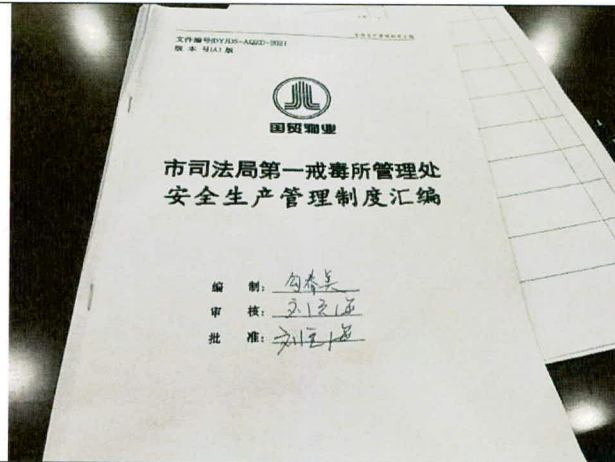 文件编号:DYJDS-AQZD-2021
版 本 号(A)版
国贸物业
市司法局第一戒毒所管理处
安全生产管理制度汇编
编 制:
审 核:
批 准: